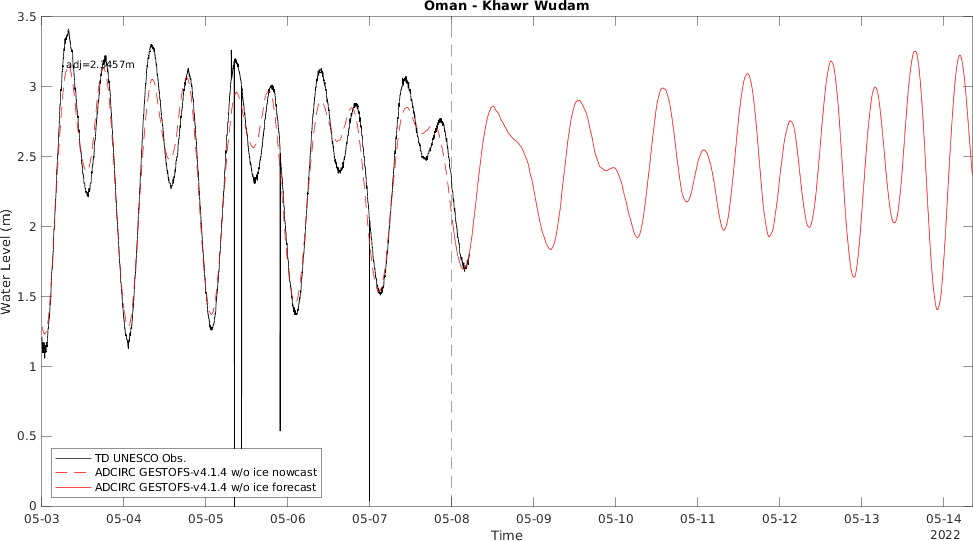 Oman - Khawr Wudam
3.5
3
2.5
2
1.5
1
0.5
0
Water Level (m)
TD UNESCO Obs.
ADCIRC GESTOFS-v4.1.4 w/o ice nowcast
ADCIRC GESTOFS-v4.1.4 w/o ice forecast
05-03 05-04 05-05 05-06 05-07 05-08 05-09 05-10 05-11 05-12 05-13 05-14
Time
2022